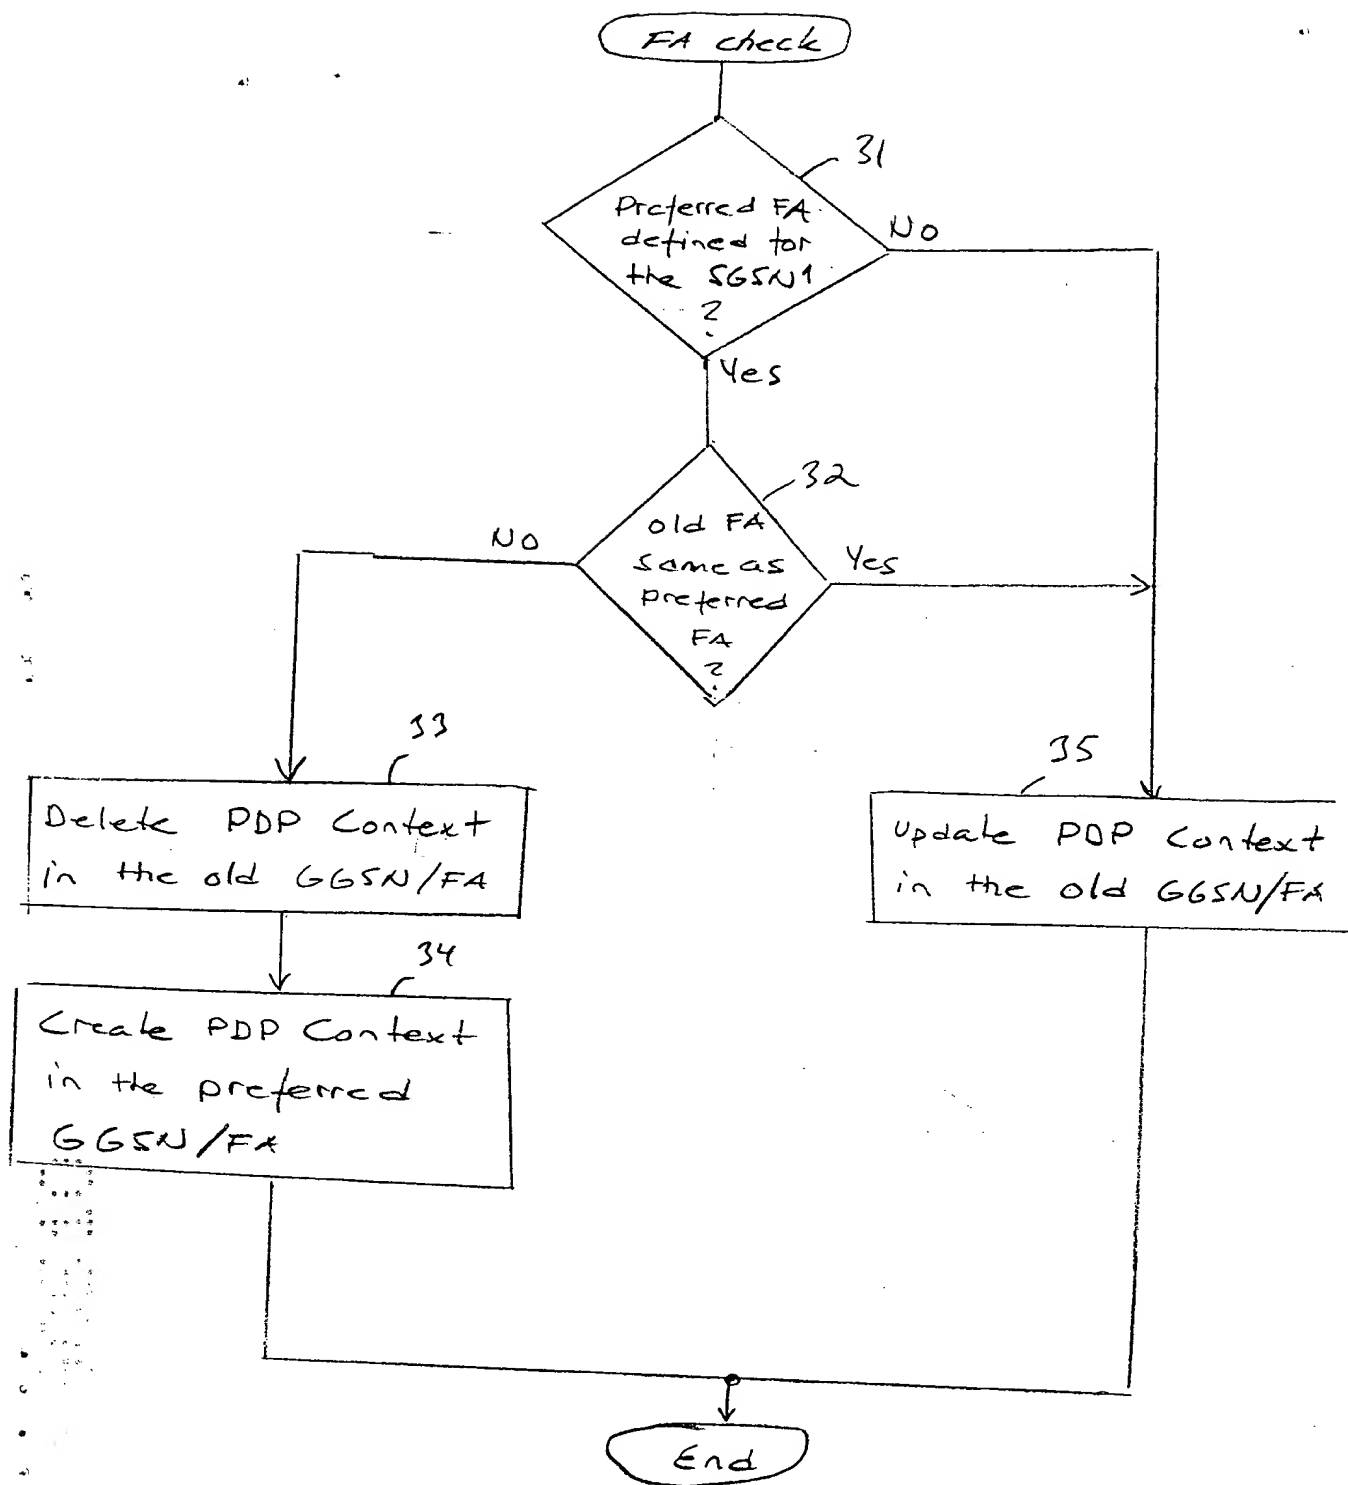 FA check
31
Preferred FA
defined for
the SGSN1
?
No
Yes
32
old FA
same as
preferred
FA
?
No
Yes
33
Delete PDP Context
in the old GGSN/FA
34
Create PDP Context
in the preferred
GGSN/FA
35
Update PDP Context
in the old GGSN/FA
End